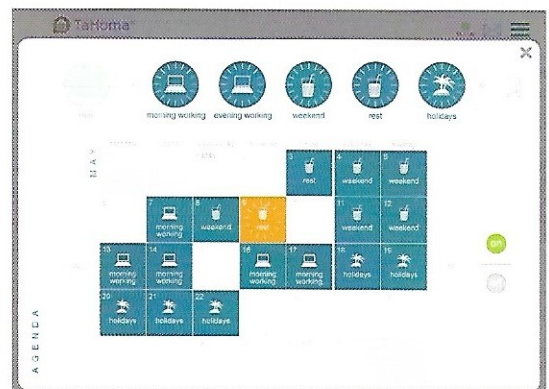 TaHoma
morning working evening working weekend rest holidays
MAY
3 rest
4 weekend
5 weekend
7 morning working
8 weekend
9 rest
11 weekend
12 weekend
13 morning working
14 morning working
16 morning working
17 morning working
18 holidays
19 holidays
20 holidays
21 holidays
22 holidays
on
AGENDA